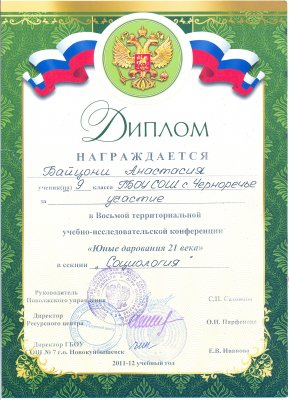 ДИПЛОМ
НАГРАЖДАЕТСЯ
Байцони Анастасия
ученик(ца) 9 класса ГБОУ СОШ с. Черноречье
за участие
в Восьмой территориальной
учебно-исследовательской конференции
«Юные дарования 21 века»
в секции „Социология"
Руководитель
Поволжского управления С.Н. Сазонова
Директор
Ресурсного центра О.И. Парфенова
Директор ГБОУ
ОШ № 7 г.о. Новокуйбышевск Е.В. Иванова
2011-12 учебный год